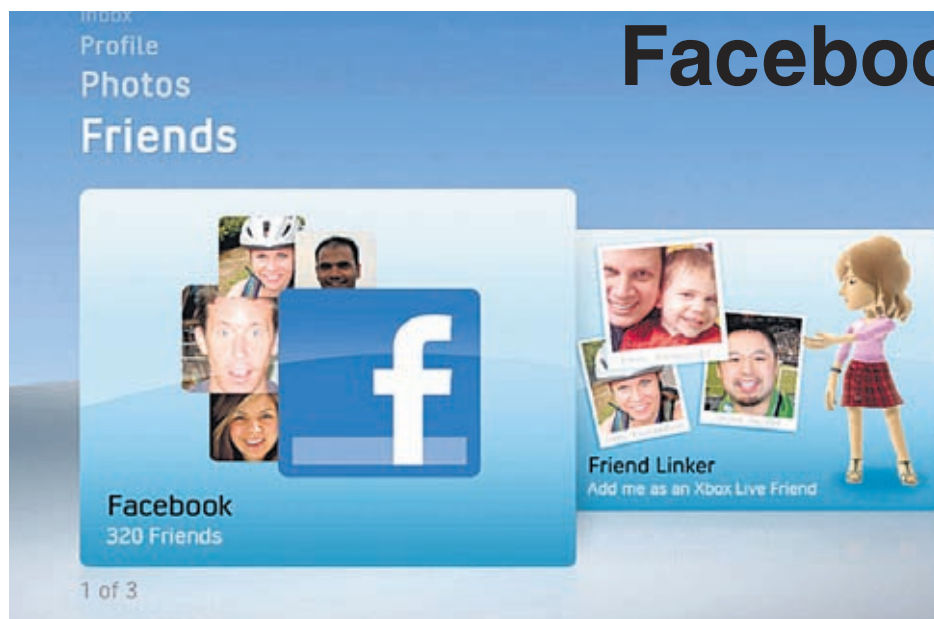 Inbox
Profile
Photos
Friends
Faceboo
f
Facebook
320 Friends
Friend Linker
Add me as an Xbox Live Friend
1 of 3